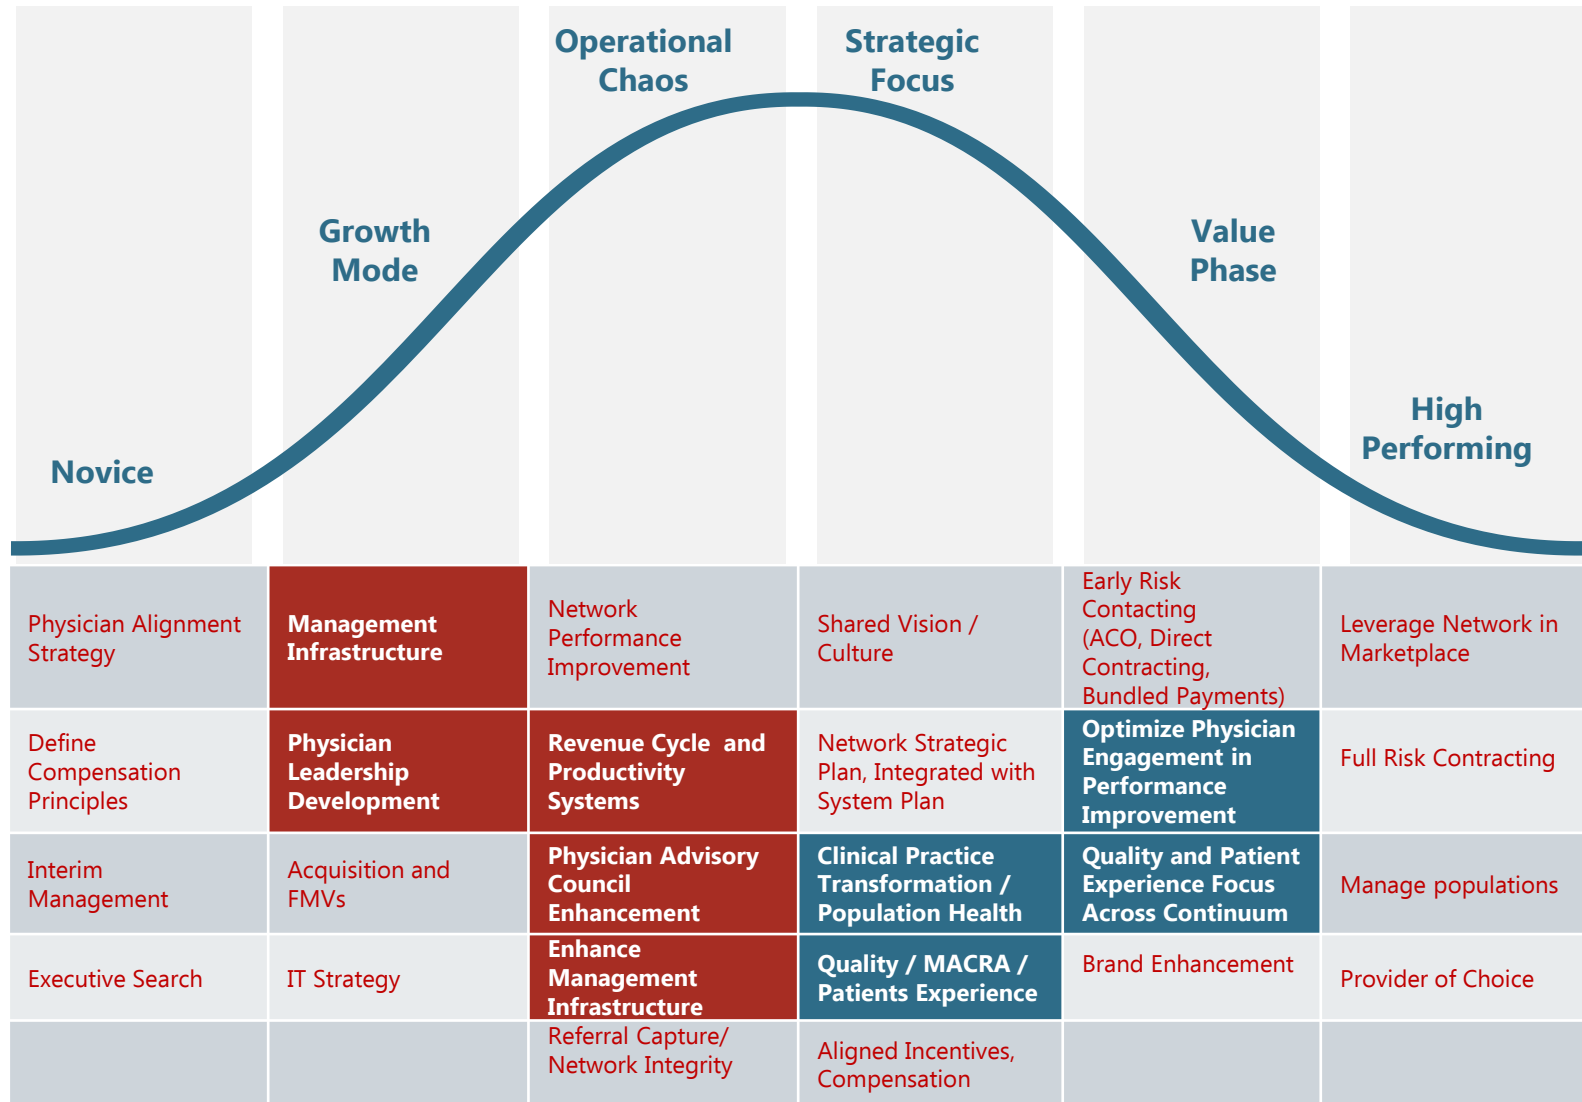 Operational
Chaos
Strategic
Focus
Growth
Mode
Value
Phase
High
Performing
Novice
Physician Alignment
Strategy
Management
Infrastructure
Network
Performance
Improvement
Shared Vision /
Culture
Early Risk
Contacting
(ACO, Direct
Contracting,
Bundled Payments)
Leverage Network in
Marketplace
Define
Compensation
Principles
Physician
Leadership
Development
Revenue Cycle and
Productivity
Systems
Network Strategic
Plan, Integrated with
System Plan
Optimize Physician
Engagement in
Performance
Improvement
Full Risk Contracting
Interim
Management
Acquisition and
FMVs
Physician Advisory
Council
Enhancement
Clinical Practice
Transformation /
Population Health
Quality and Patient
Experience Focus
Across Continuum
Manage populations
Executive Search
IT Strategy
Enhance
Management
Infrastructure
Quality / MACRA /
Patients Experience
Brand Enhancement
Provider of Choice
Referral Capture/
Network Integrity
Aligned Incentives,
Compensation